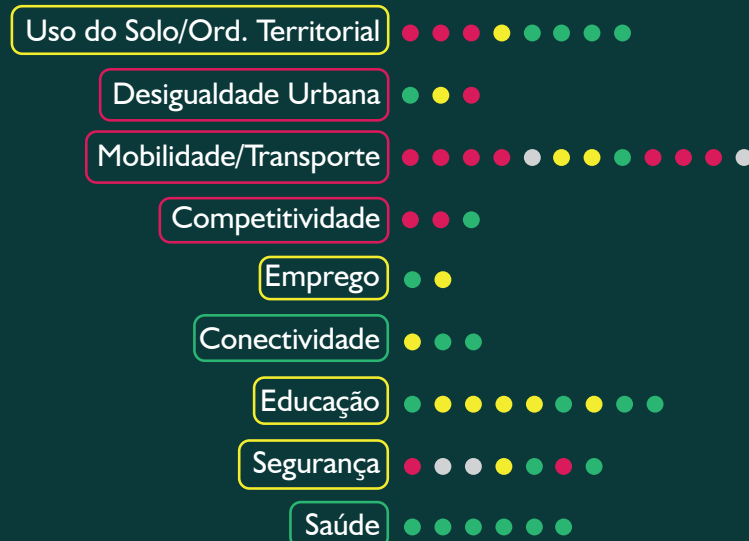 Uso do Solo/Ord. Territorial
Desigualdade Urbana
Mobilidade/Transporte
Competitividade
Emprego
Conectividade
Educação
Segurança
Saúde